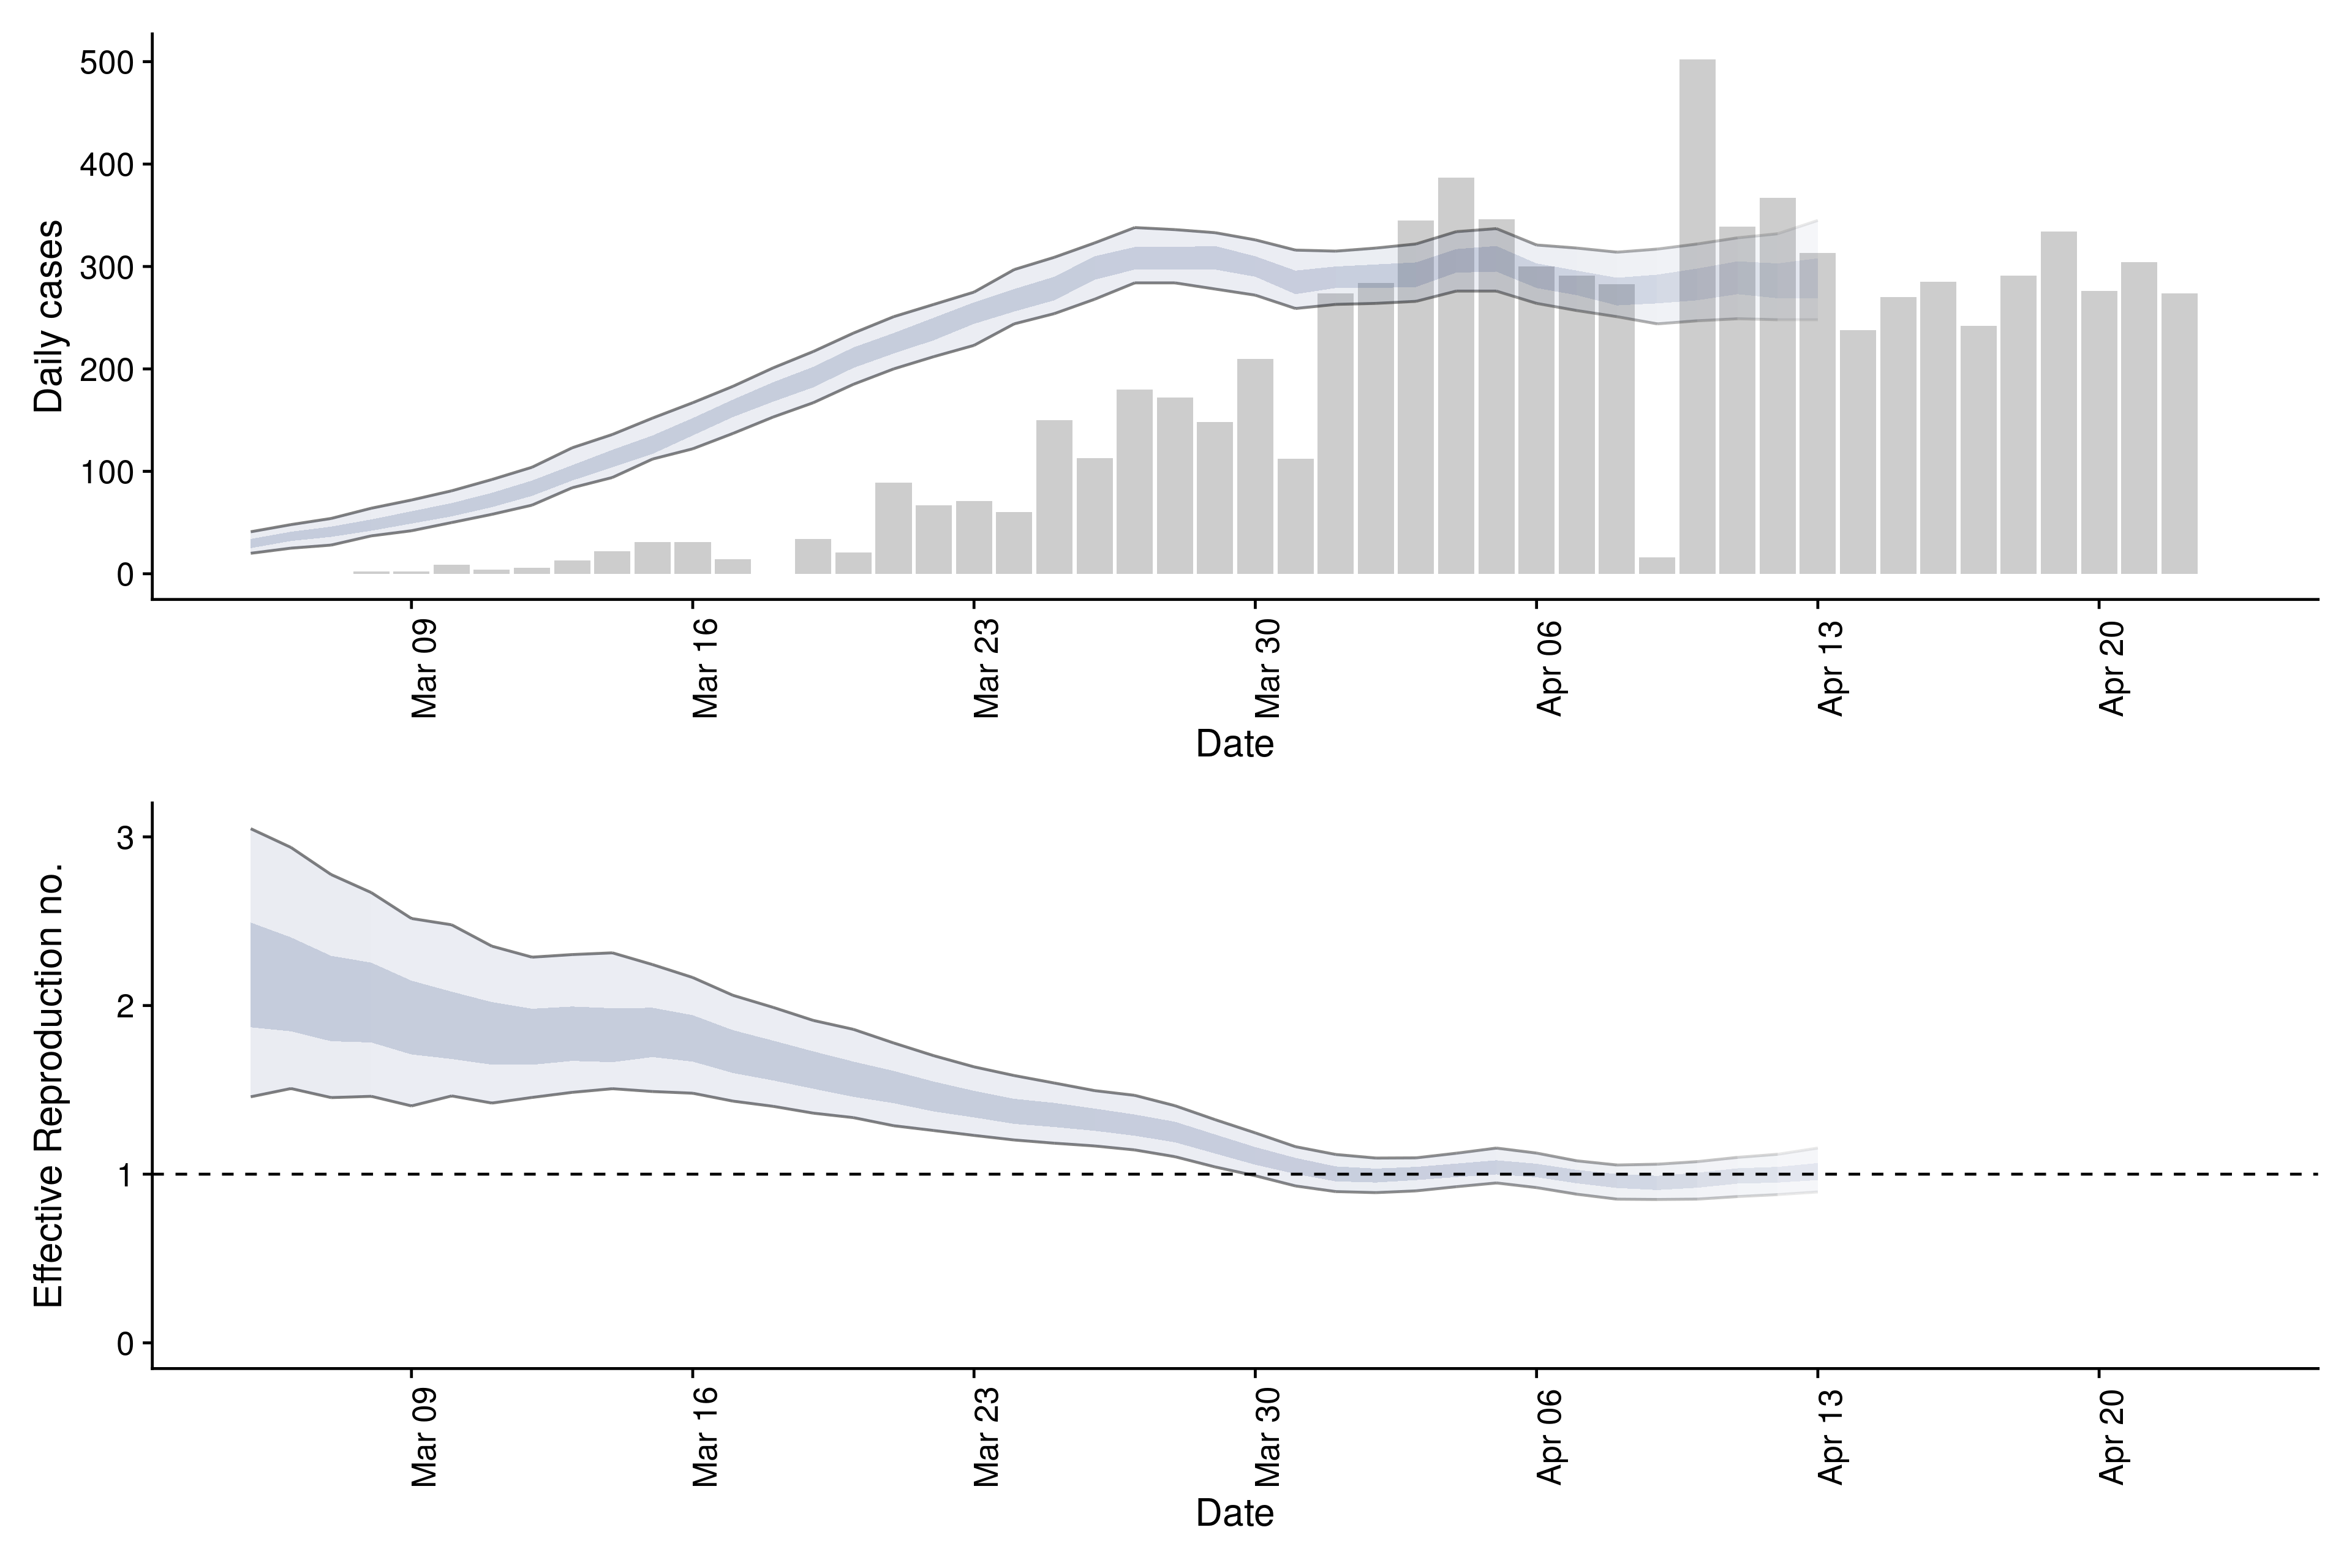 500
400
300
200
100
0
Daily cases
Mar 09
Mar 16
Mar 23
Mar 30
Apr 06
Apr 13
Apr 20
Date
3
2
1
0
Effective Reproduction no.
Mar 09
Mar 16
Mar 23
Mar 30
Apr 06
Apr 13
Apr 20
Date